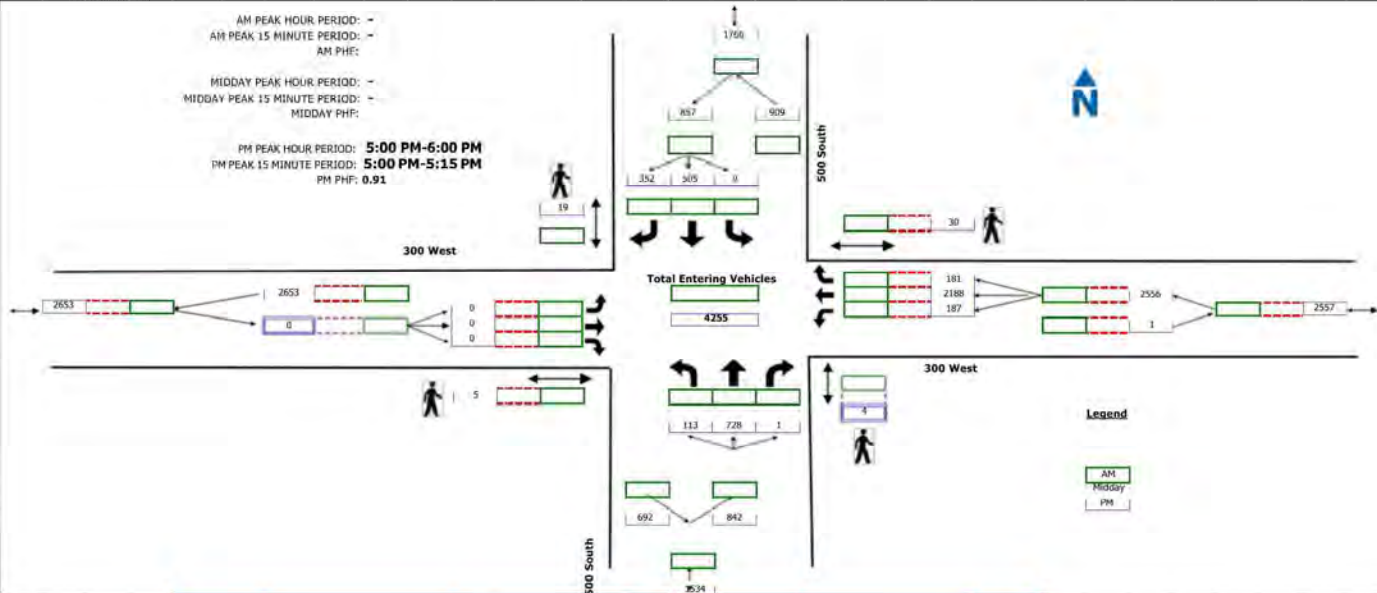 AM PEAK HOUR PERIOD: -
AM PEAK 15 MINUTE PERIOD: -
AM PHF:
MIDDAY PEAK HOUR PERIOD: -
MIDDAY PEAK 15 MINUTE PERIOD: -
MIDDAY PHF:
PM PEAK HOUR PERIOD: 5:00 PM-6:00 PM
PM PEAK 15 MINUTE PERIOD: 5:00 PM-5:15 PM
PM PHF: 0.91
1766
857 909
352 505 0
N
500 South
19
30
300 West
Total Entering Vehicles
4255
2653
2653
0
0
0
0
181
2188
187
2556
1
2557
300 West
5
4
113 728 1
692 842
500 South
1534
Legend
AM
Midday
PM